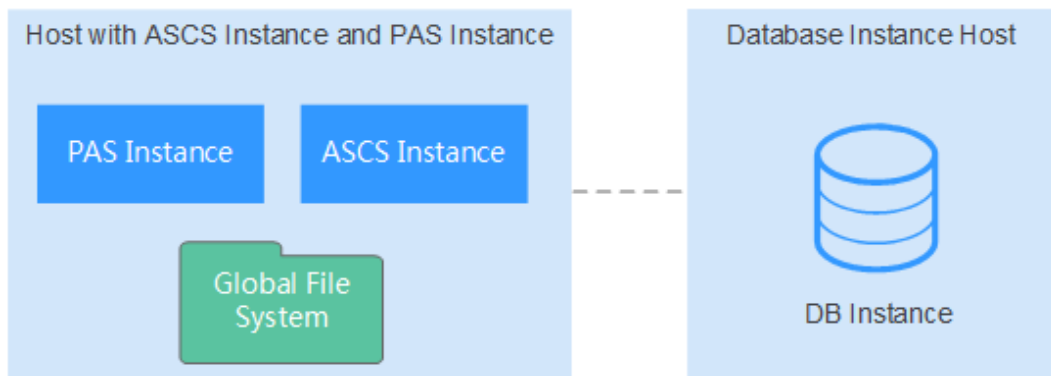 Host with ASCS Instance and PAS Instance
Database Instance Host
PAS Instance
ASCS Instance
Global File
System
DB Instance